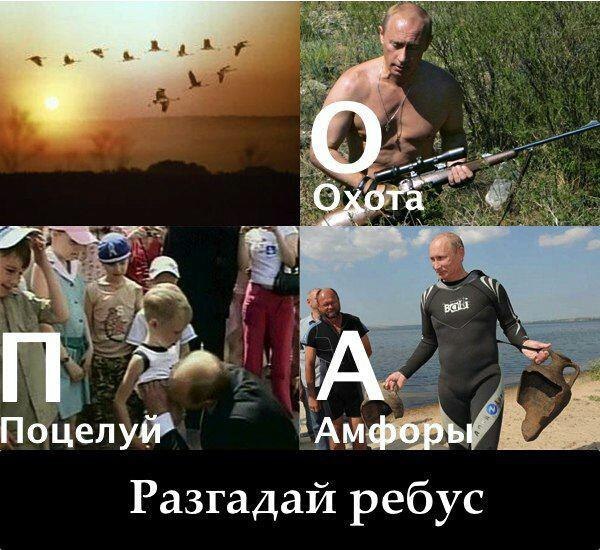 О
Охота
П
Поцелуй
А
Амфоры
Разгадай ребус